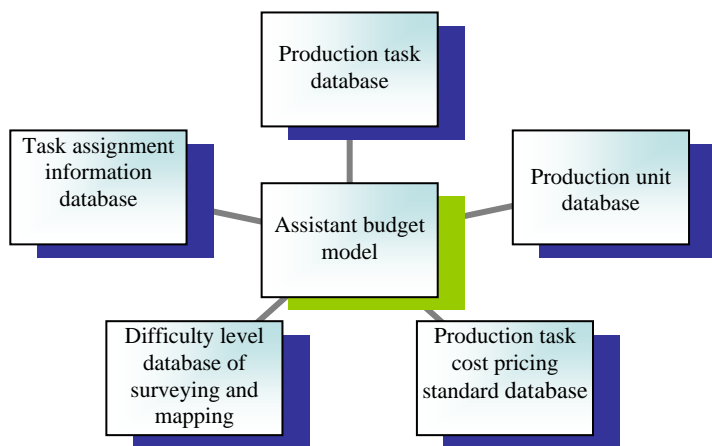 Production task
database
Task assignment
information
database
Production unit
database
Assistant budget
model
Difficulty level
database of
surveying and
mapping
Production task
cost pricing
standard database